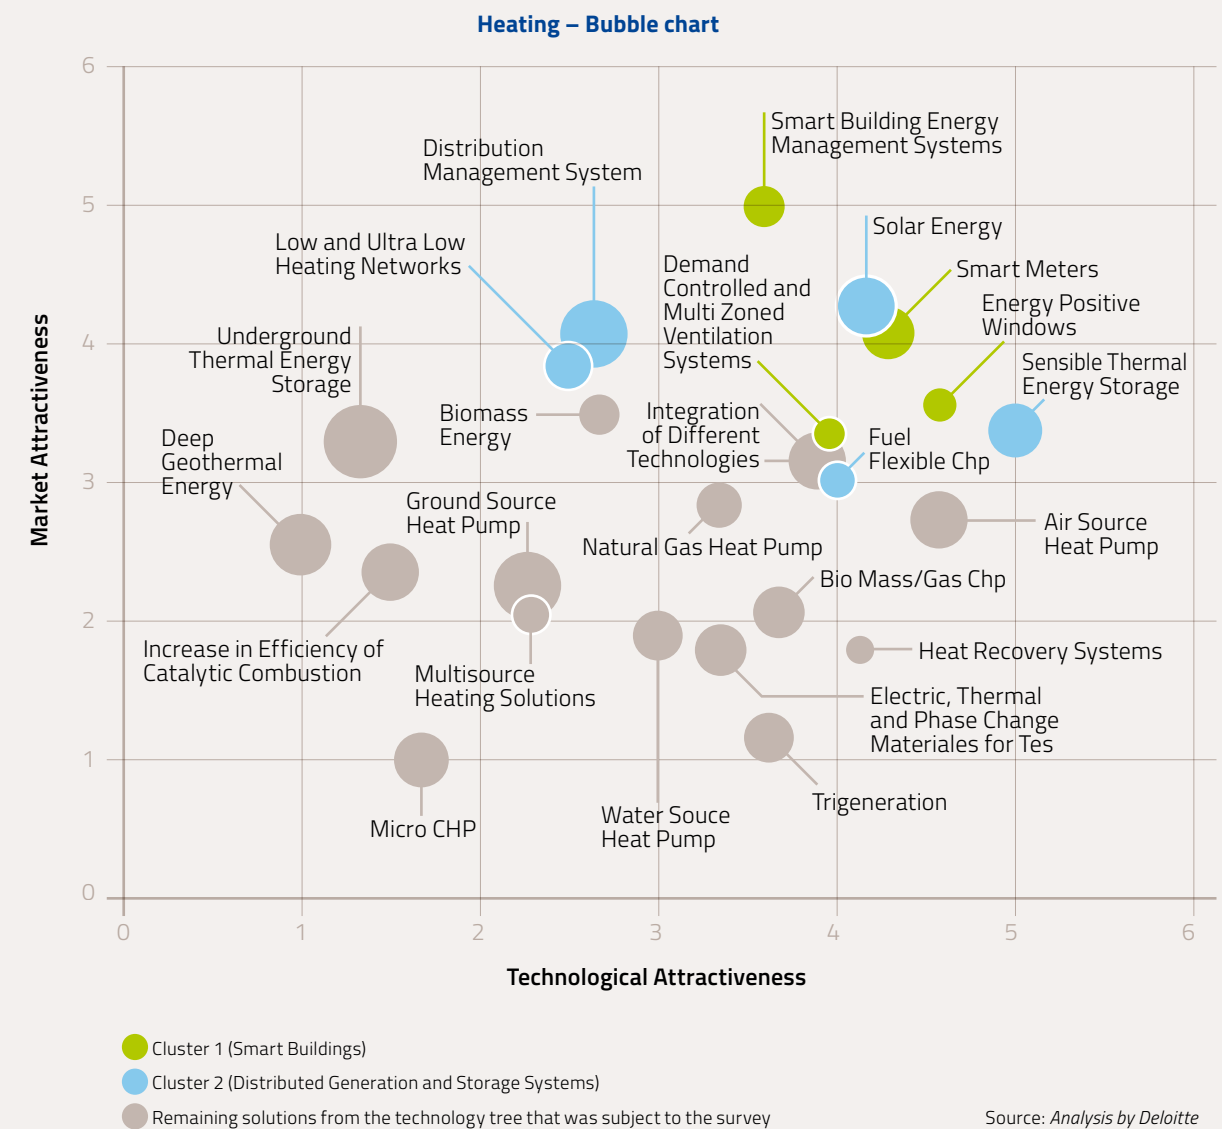 Heating – Bubble chart
Market Attractiveness
6
5
4
3
2
1
0
0
1
2
3
4
5
6
Technological Attractiveness
Smart Building Energy
Management Systems
Distribution
Management System
Solar Energy
Low and Ultra Low
Heating Networks
Demand
Controlled and
Multi Zoned
Ventilation
Systems
Smart Meters
Energy Positive
Windows
Underground
Thermal Energy
Storage
Sensible Thermal
Energy Storage
Biomass
Energy
Integration
of Different
Technologies
Fuel
Flexible Chp
Deep
Geothermal
Energy
Ground Source
Heat Pump
Natural Gas Heat Pump
Air Source
Heat Pump
Bio Mass/Gas Chp
Increase in Efficiency of
Catalytic Combustion
Multisource
Heating Solutions
Heat Recovery Systems
Electric, Thermal
and Phase Change
Materiales for Tes
Trigeneration
Micro CHP
Water Souce
Heat Pump
Cluster 1 (Smart Buildings)
Cluster 2 (Distributed Generation and Storage Systems)
Remaining solutions from the technology tree that was subject to the survey
Source: Analysis by Deloitte